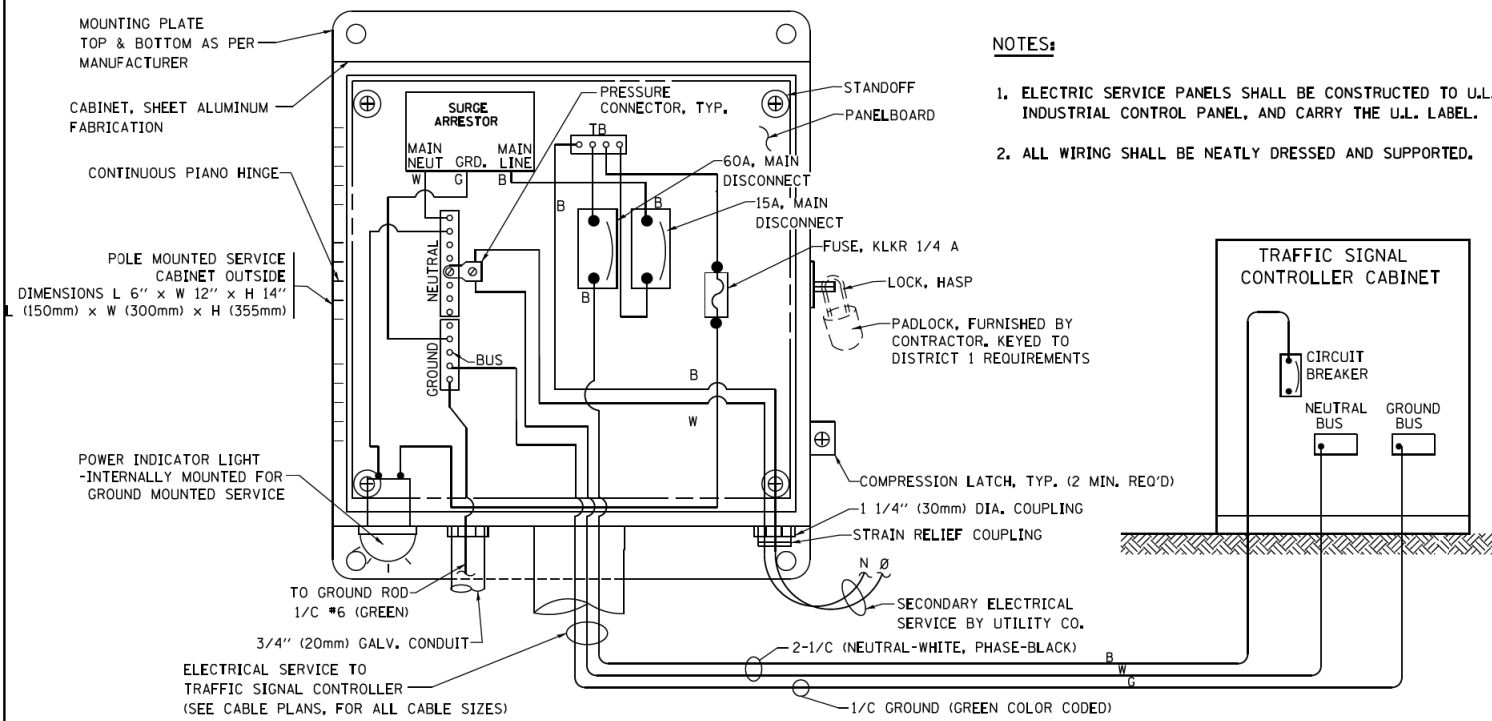 MOUNTING PLATE
TOP & BOTTOM AS PER
MANUFACTURER
CABINET, SHEET ALUMINUM
FABRICATION
CONTINUOUS PIANO HINGE
POLE MOUNTED SERVICE
CABINET OUTSIDE
DIMENSIONS L 6" × W 12" × H 14"
L (150mm) × W (300mm) × H (355mm)
POWER INDICATOR LIGHT
-INTERNALLY MOUNTED FOR
GROUND MOUNTED SERVICE
SURGE
ARRESTOR
MAIN
NEUT
GRD.
MAIN
LINE
W
G
B
PRESSURE
CONNECTOR, TYP.
TB
STANDOFF
PANELBOARD
60A, MAIN
DISCONNECT
15A, MAIN
DISCONNECT
B
B
B
FUSE, KLKR 1/4 A
NEUTRAL
GROUND
BUS
LOCK, HASP
PADLOCK, FURNISHED BY
CONTRACTOR. KEYED TO
DISTRICT 1 REQUIREMENTS
B
W
COMPRESSION LATCH, TYP. (2 MIN. REQ'D)
1 1/4" (30mm) DIA. COUPLING
STRAIN RELIEF COUPLING
N Ø
SECONDARY ELECTRICAL
SERVICE BY UTILITY CO.
TO GROUND ROD
1/C #6 (GREEN)
3/4" (20mm) GALV. CONDUIT
ELECTRICAL SERVICE TO
TRAFFIC SIGNAL CONTROLLER
(SEE CABLE PLANS, FOR ALL CABLE SIZES)
2-1/C (NEUTRAL-WHITE, PHASE-BLACK)
B
W
G
1/C GROUND (GREEN COLOR CODED)
NOTES:
1. ELECTRIC SERVICE PANELS SHALL BE CONSTRUCTED TO U.L.
INDUSTRIAL CONTROL PANEL, AND CARRY THE U.L. LABEL.
2. ALL WIRING SHALL BE NEATLY DRESSED AND SUPPORTED.
TRAFFIC SIGNAL
CONTROLLER CABINET
CIRCUIT
BREAKER
NEUTRAL
BUS
GROUND
BUS